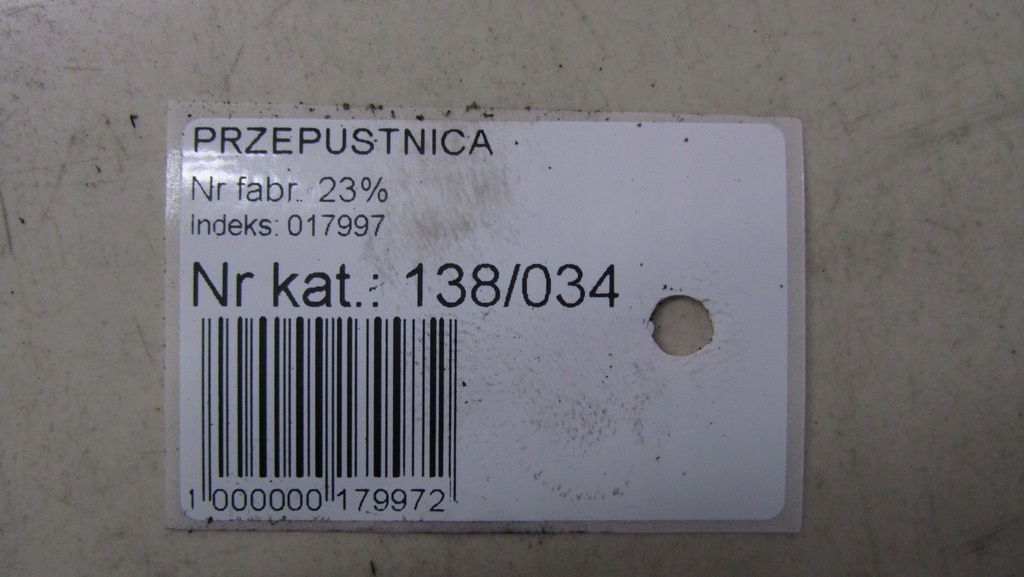 PRZEPUSTNICA
Nr fabr.. 23%
Indeks: 017997
Nr kat.: 138/034
1 000000 179972